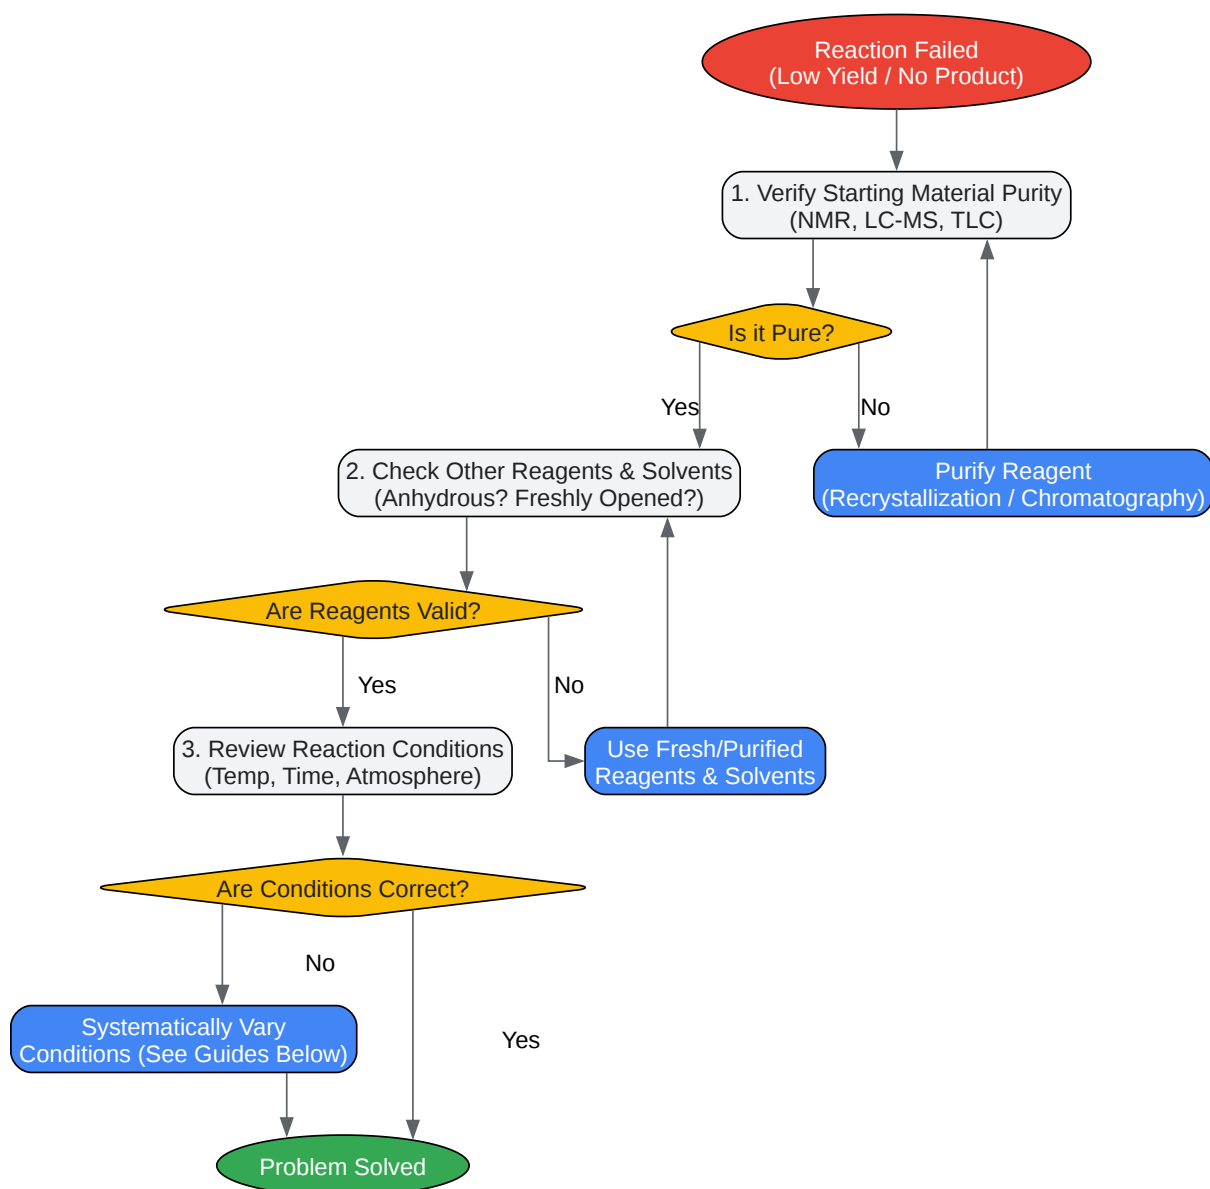 Reaction Failed
(Low Yield / No Product)
1. Verify Starting Material Purity
(NMR, LC-MS, TLC)
Is it Pure?
Yes
No
2. Check Other Reagents & Solvents
(Anhydrous? Freshly Opened?)
Purify Reagent
(Recrystallization / Chromatography)
Are Reagents Valid?
Yes
No
3. Review Reaction Conditions
(Temp, Time, Atmosphere)
Use Fresh/Purified
Reagents & Solvents
Are Conditions Correct?
No
Systematically Vary
Conditions (See Guides Below)
Yes
Problem Solved